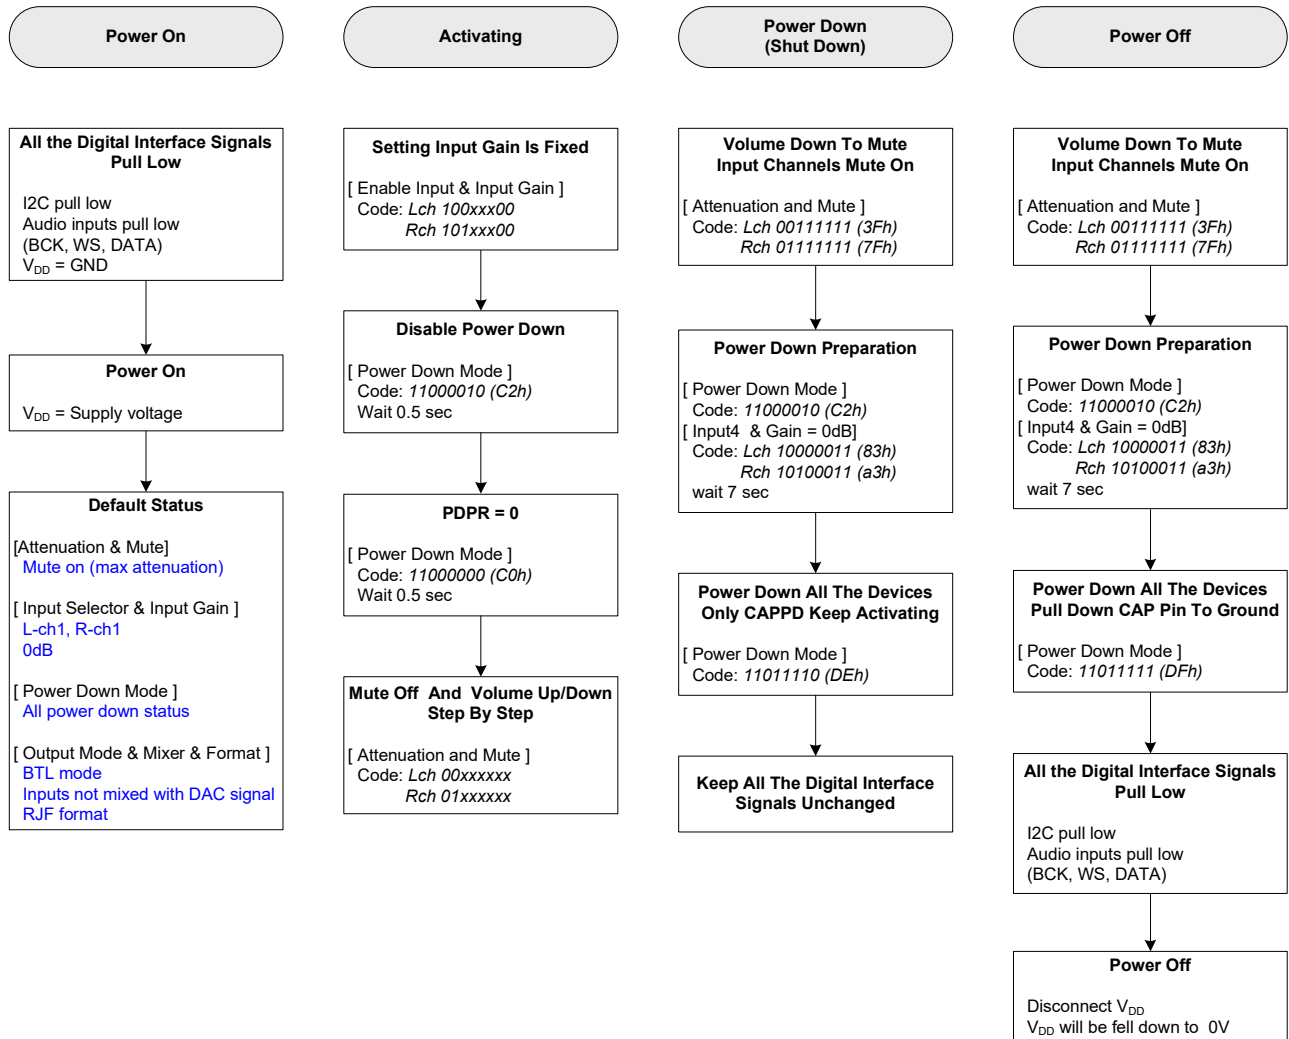 Power On
All the Digital Interface Signals
Pull Low
I2C pull low
Audio inputs pull low
(BCK, WS, DATA)
VDD = GND
Power On
VDD = Supply voltage
Default Status
[Attenuation & Mute]
Mute on (max attenuation)
[ Input Selector & Input Gain ]
L-ch1, R-ch1
0dB
[ Power Down Mode ]
All power down status
[ Output Mode & Mixer & Format ]
BTL mode
Inputs not mixed with DAC signal
RJF format
Activating
Setting Input Gain Is Fixed
[ Enable Input & Input Gain ]
Code: Lch 100xxx00
Rch 101xxx00
Disable Power Down
[ Power Down Mode ]
Code: 11000010 (C2h)
Wait 0.5 sec
PDPR = 0
[ Power Down Mode ]
Code: 11000000 (C0h)
Wait 0.5 sec
Mute Off And Volume Up/Down
Step By Step
[ Attenuation and Mute ]
Code: Lch 00xxxxxx
Rch 01xxxxxx
Power Down
(Shut Down)
Volume Down To Mute
Input Channels Mute On
[ Attenuation and Mute ]
Code: Lch 00111111 (3Fh)
Rch 01111111 (7Fh)
Power Down Preparation
[ Power Down Mode ]
Code: 11000010 (C2h)
[ Input4 & Gain = 0dB]
Code: Lch 10000011 (83h)
Rch 10100011 (a3h)
wait 7 sec
Power Down All The Devices
Only CAPPD Keep Activating
[ Power Down Mode ]
Code: 11011110 (DEh)
Keep All The Digital Interface
Signals Unchanged
Power Off
Volume Down To Mute
Input Channels Mute On
[ Attenuation and Mute ]
Code: Lch 00111111 (3Fh)
Rch 01111111 (7Fh)
Power Down Preparation
[ Power Down Mode ]
Code: 11000010 (C2h)
[ Input4 & Gain = 0dB]
Code: Lch 10000011 (83h)
Rch 10100011 (a3h)
wait 7 sec
Power Down All The Devices
Pull Down CAP Pin To Ground
[ Power Down Mode ]
Code: 11011111 (DFh)
All the Digital Interface Signals
Pull Low
I2C pull low
Audio inputs pull low
(BCK, WS, DATA)
Power Off
Disconnect VDD
VDD will be fell down to 0V